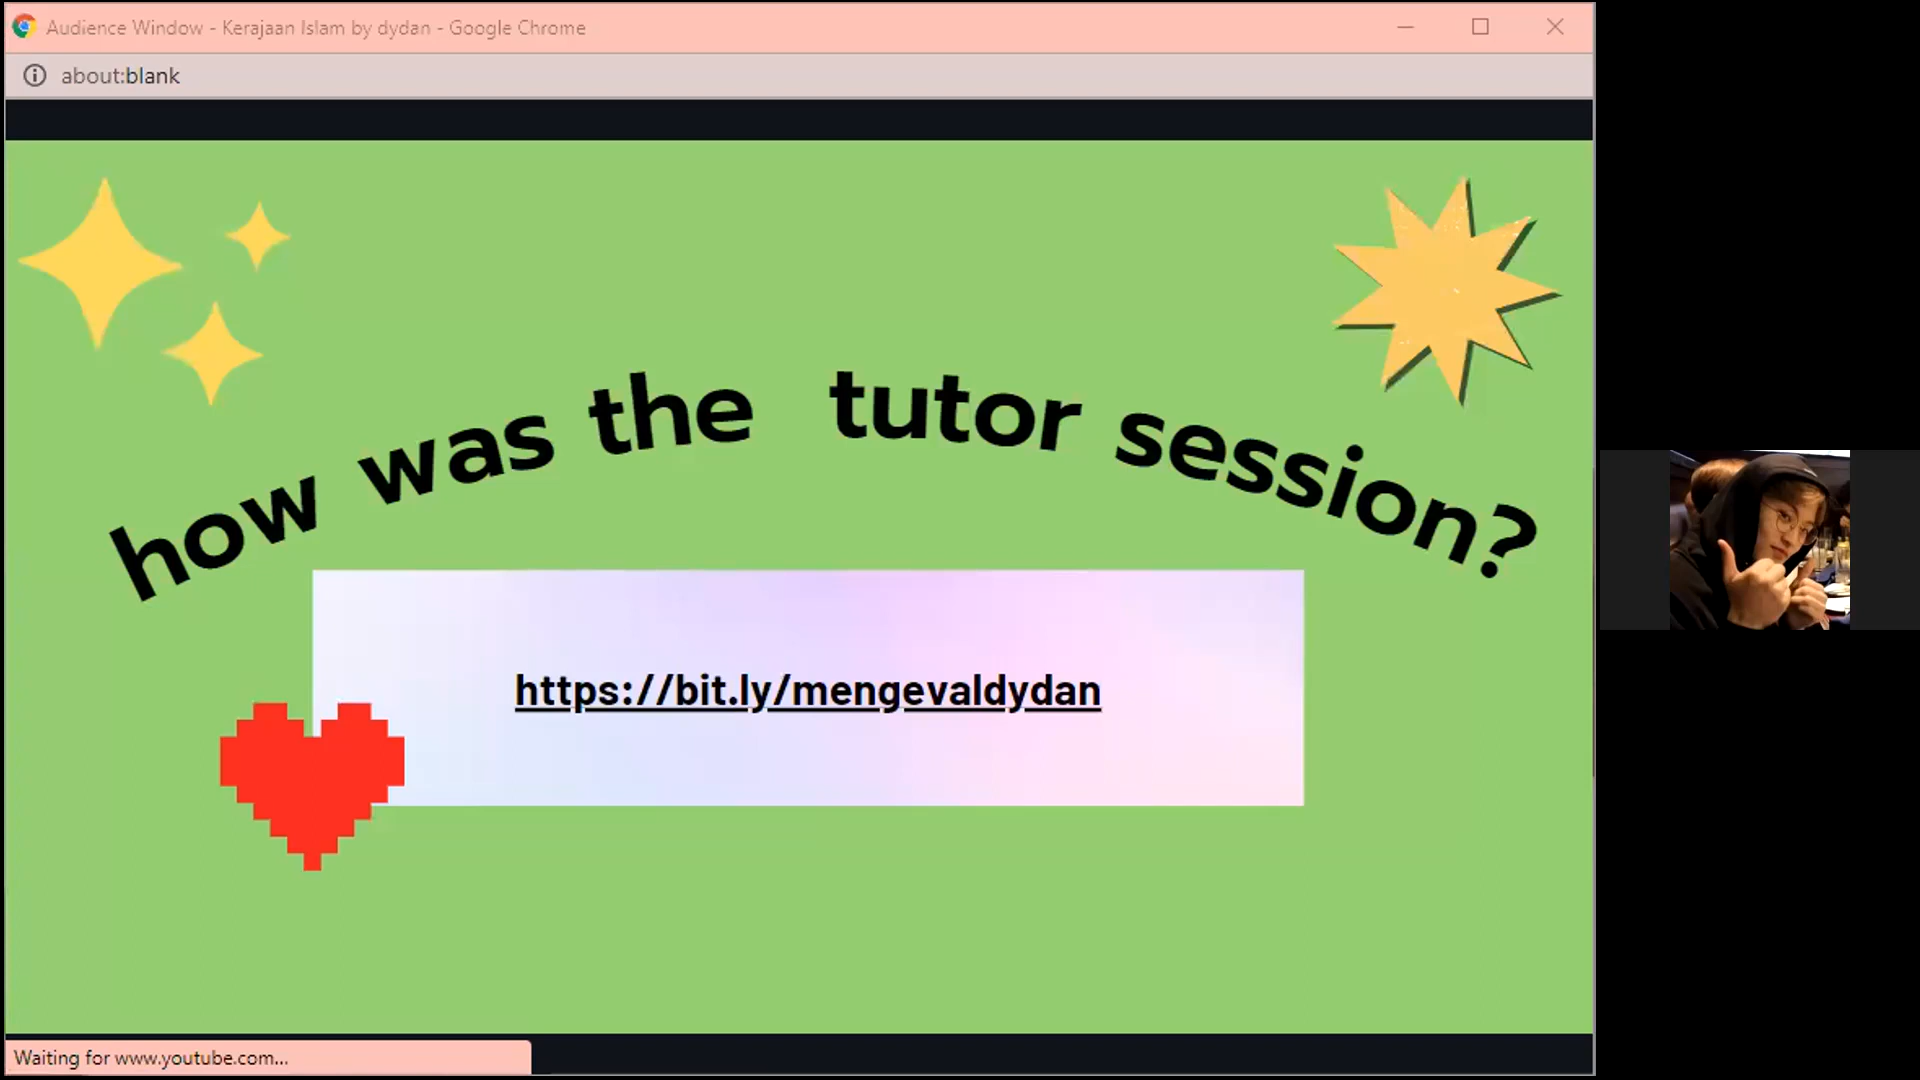 Audience Window - Kerajaan Islam by dydan - Google Chrome
about:blank
how was the tutor session?
https://bit.ly/mengevaldydan
Waiting for www.youtube.com...